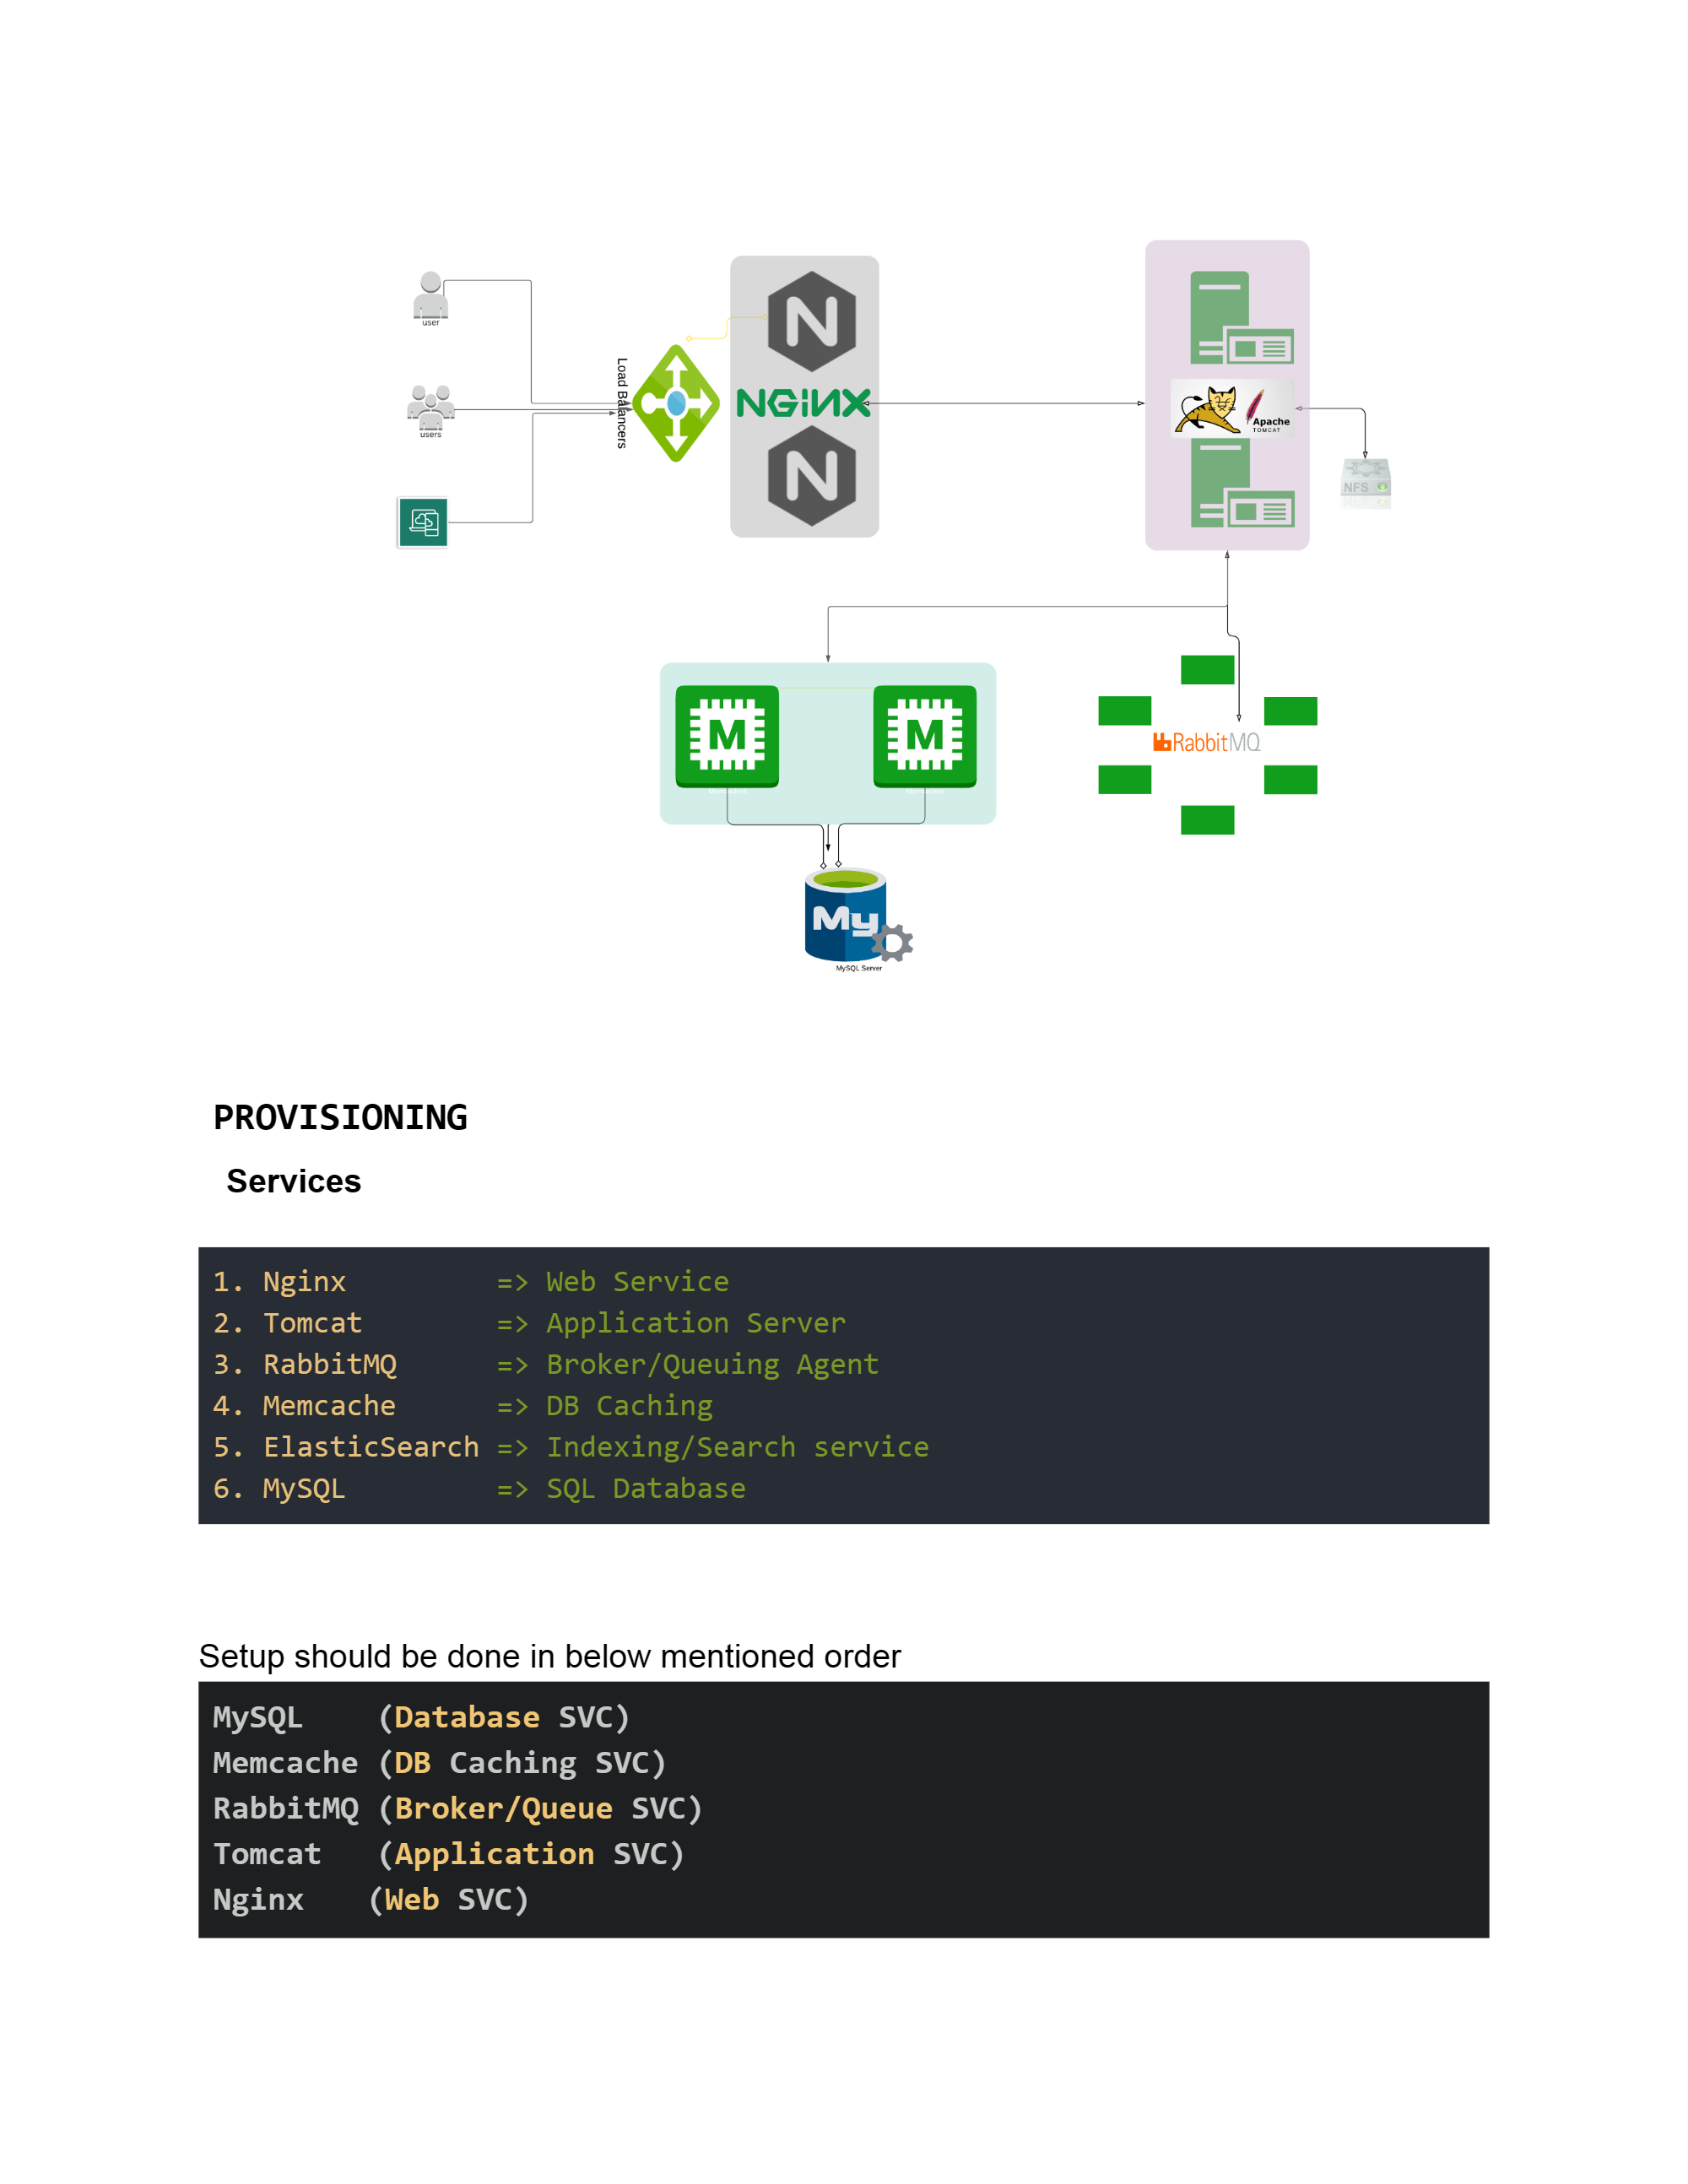 user
users
Load Balancers
NGINX
Apache
TOMCAT
NFS
M
M
RabbitMQ
My
MySQL Server
PROVISIONING
Services
1. Nginx => Web Service
2. Tomcat => Application Server
3. RabbitMQ => Broker/Queuing Agent
4. Memcache => DB Caching
5. ElasticSearch => Indexing/Search service
6. MySQL => SQL Database
Setup should be done in below mentioned order
MySQL (Database SVC)
Memcache (DB Caching SVC)
RabbitMQ (Broker/Queue SVC)
Tomcat (Application SVC)
Nginx (Web SVC)